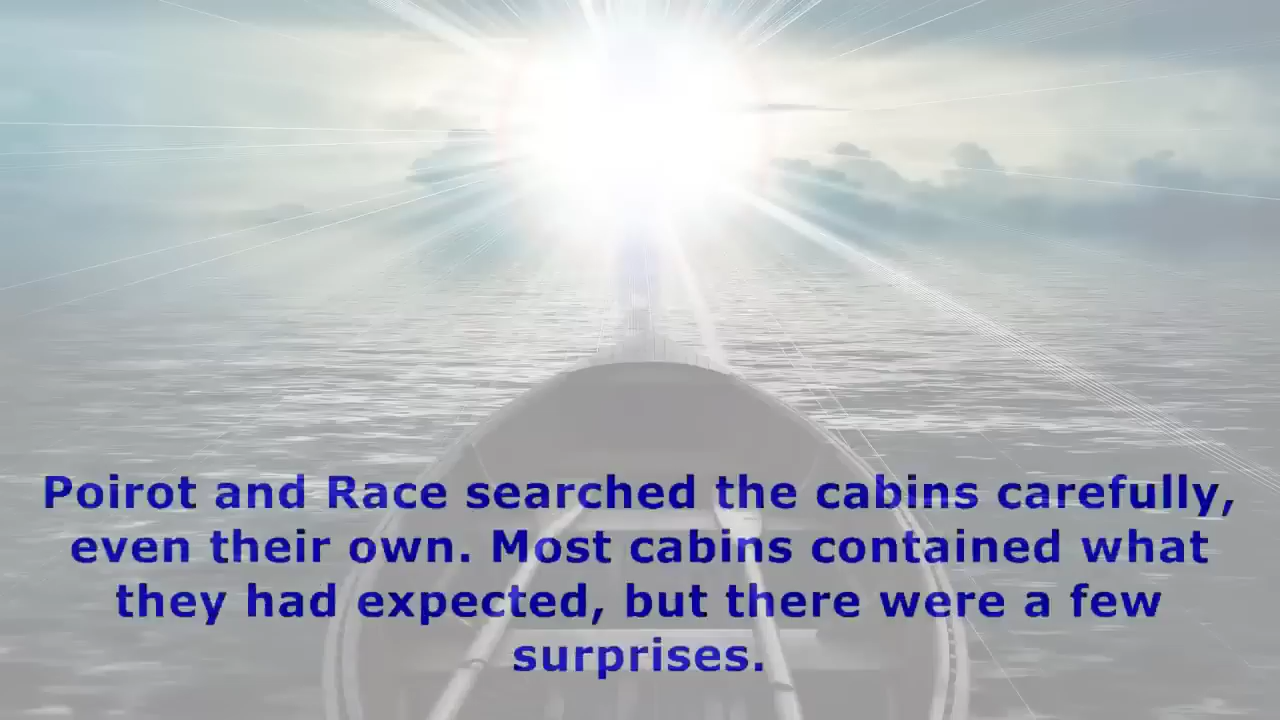 Poirot and Race searched the cabins carefully,
even their own. Most cabins contained what
they had expected, but there were a few
surprises.